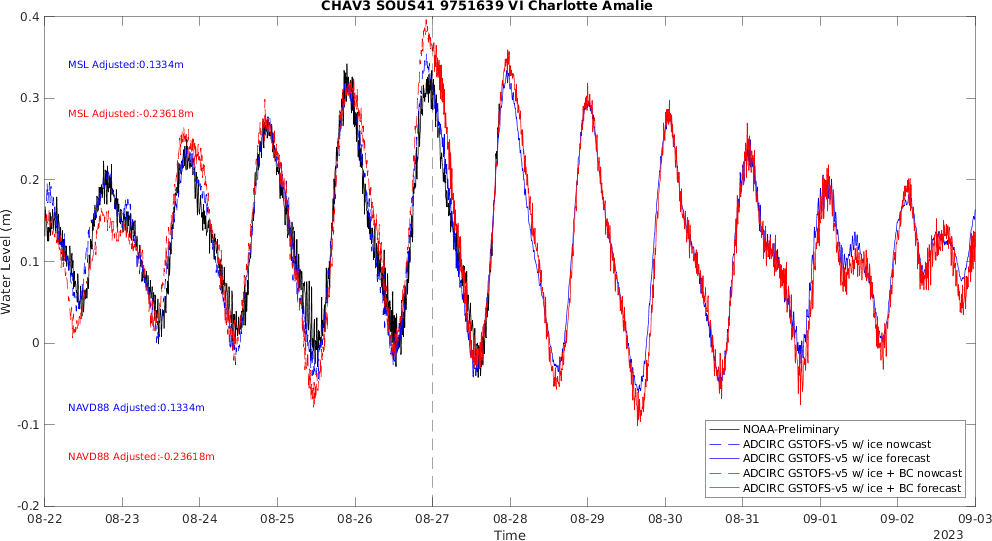 CHAV3 SOUS41 9751639 VI Charlotte Amalie
0.4
0.3
0.2
0.1
0
-0.1
-0.2
Water Level (m)
MSL Adjusted:0.1334m
MSL Adjusted:-0.23618m
NAVD88 Adjusted:0.1334m
NAVD88 Adjusted:-0.23618m
NOAA-Preliminary
ADCIRC GSTOFS-v5 w/ ice nowcast
ADCIRC GSTOFS-v5 w/ ice forecast
ADCIRC GSTOFS-v5 w/ ice + BC nowcast
ADCIRC GSTOFS-v5 w/ ice + BC forecast
08-22 08-23 08-24 08-25 08-26 08-27 08-28 08-29 08-30 08-31 09-01 09-02 09-03
Time
2023